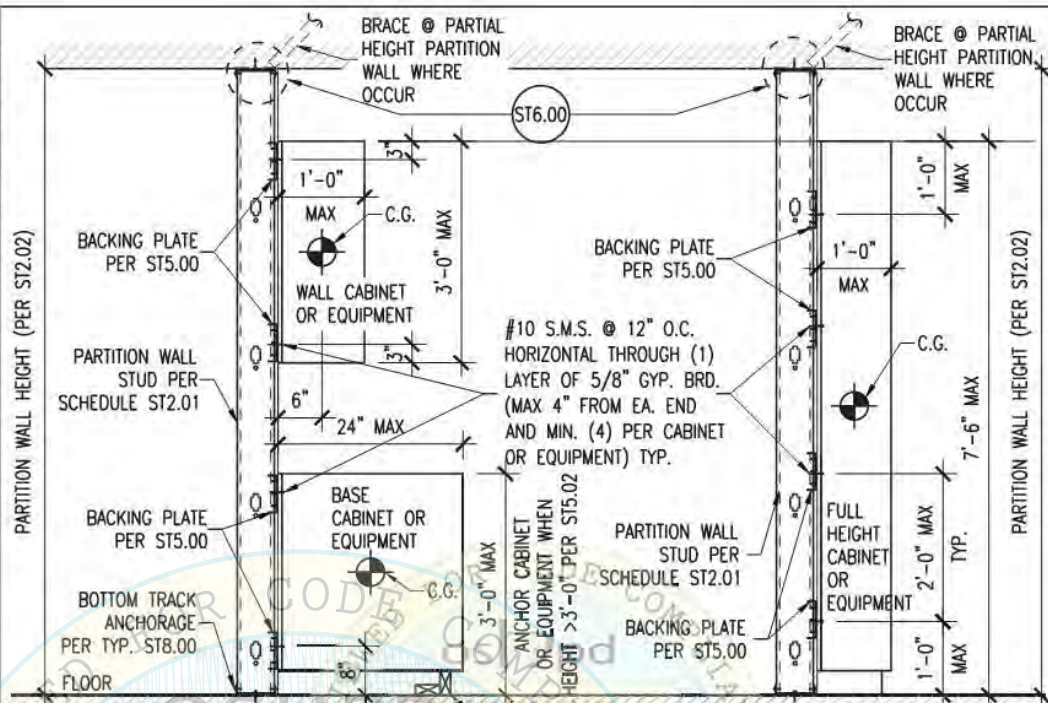 BRACE @ PARTIAL
HEIGHT PARTITION
WALL WHERE
OCCUR
ST6.00
BRACE @ PARTIAL
HEIGHT PARTITION
WALL WHERE
OCCUR
3"
1'-0"
MAX
C.G.
3'-0" MAX
BACKING PLATE
PER ST5.00
WALL CABINET
OR EQUIPMENT
3"
PARTITION WALL HEIGHT (PER ST2.02)
PARTITION WALL
STUD PER
SCHEDULE ST2.01
6"
24" MAX
#10 S.M.S. @ 12" O.C.
HORIZONTAL THROUGH (1)
LAYER OF 5/8" GYP. BRD.
(MAX 4" FROM EA. END
AND MIN. (4) PER CABINET
OR EQUIPMENT) TYP.
BACKING PLATE
PER ST5.00
BASE
CABINET OR
EQUIPMENT
C.G.
3'-0" MAX
ANCHOR CABINET
OR EQUIPMENT WHEN
HEIGHT >3'-0" PER ST5.02
BOTTOM TRACK
ANCHORAGE
PER TYP. ST8.00
8"
FLOOR
BACKING PLATE
PER ST5.00
1'-0"
MAX
1'-0"
MAX
C.G.
7'-6" MAX
PARTITION WALL HEIGHT (PER ST2.02)
PARTITION WALL
STUD PER
SCHEDULE ST2.01
FULL
HEIGHT
CABINET
OR
EQUIPMENT
2'-0" MAX
TYP.
BACKING PLATE
PER ST5.00
1'-0"
MAX
FOR CODE COM
FOR CODE COMPLIA